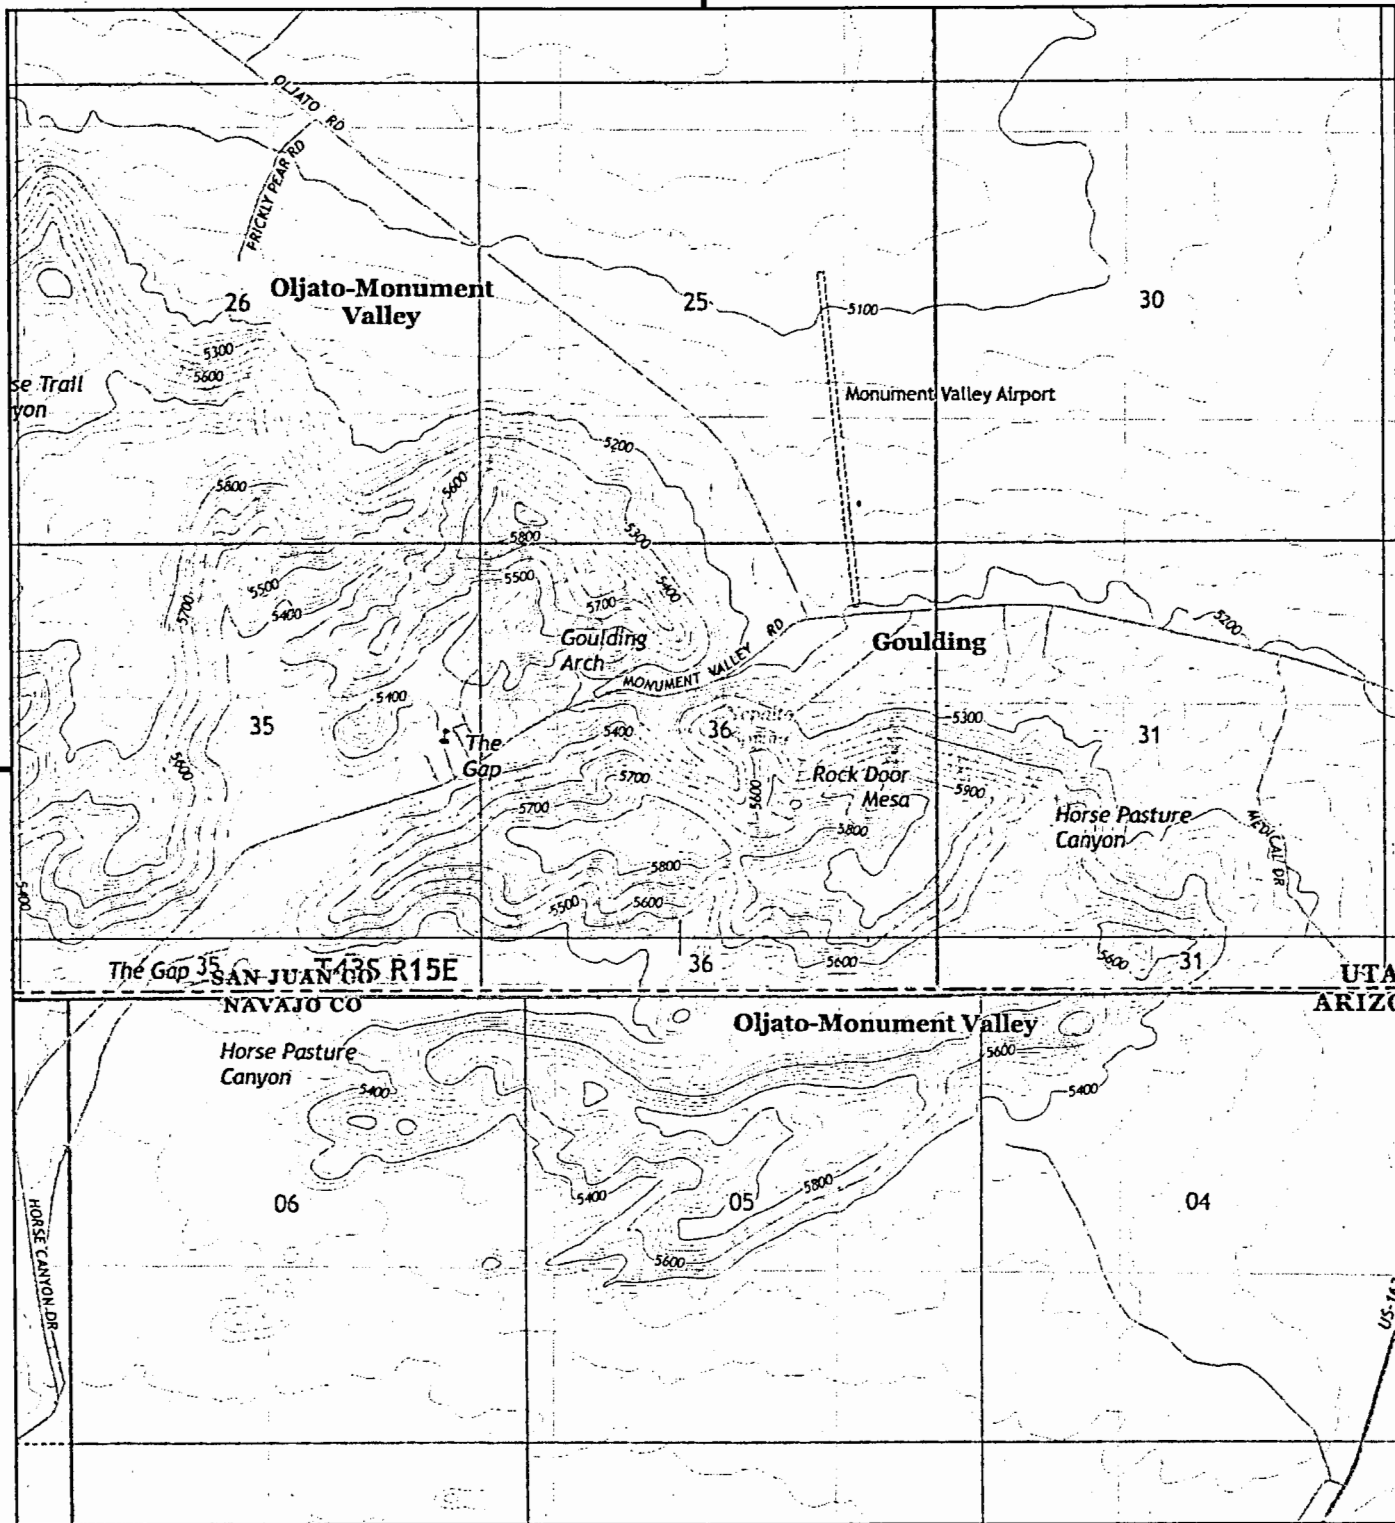 OLJATO RD
PRICKLY PEAR RD
Oljato-Monument
Valley
26
25
30
5100
5300
5600
se Trail
yon
Monument Valley Airport
5200
5600
5800
5300
5800
5500
5500
5400
5400
5700
5700
Goulding
Arch
MONUMENT VALLEY RD
Goulding
5200
5400
35
36
31
5300
5400
The
Gap
5600
5700
5700
5600
Rock Door
Mesa
5900
5800
Horse Pasture
Canyon
MEDICAL DR
5800
5400
5500
5600
5600
5600
The Gap 35
T43S R15E
36
31
SAN JUAN CO
NAVAJO CO
UTA
ARIZO
Oljato-Monument Valley
Horse Pasture
Canyon
5600
5400
5400
06
5400
05
5800
04
5600
HORSE CANYON DR